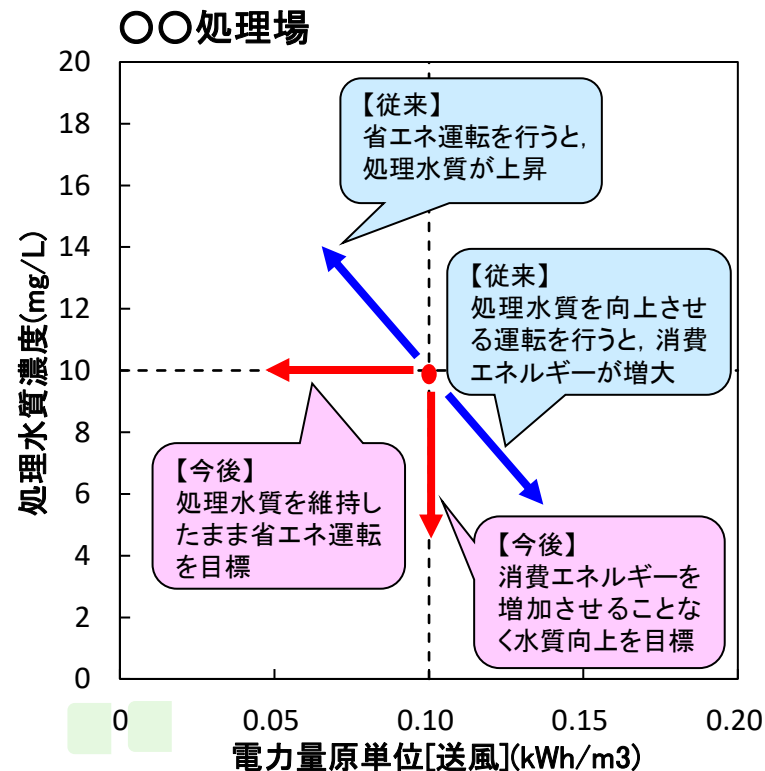 〇〇処理場
20
18
16
14
12
10
8
6
4
2
0
処理水質濃度(mg/L)
【従来】
省エネ運転を行うと,
処理水質が上昇
【従来】
処理水質を向上させ
る運転を行うと, 消費
エネルギーが増大
【今後】
処理水質を維持し
たまま省エネ運転
を目標
【今後】
消費エネルギーを
増加させることな
く水質向上を目標
0
0.05
0.10
0.15
0.20
電力量原単位[送風](kWh/m3)